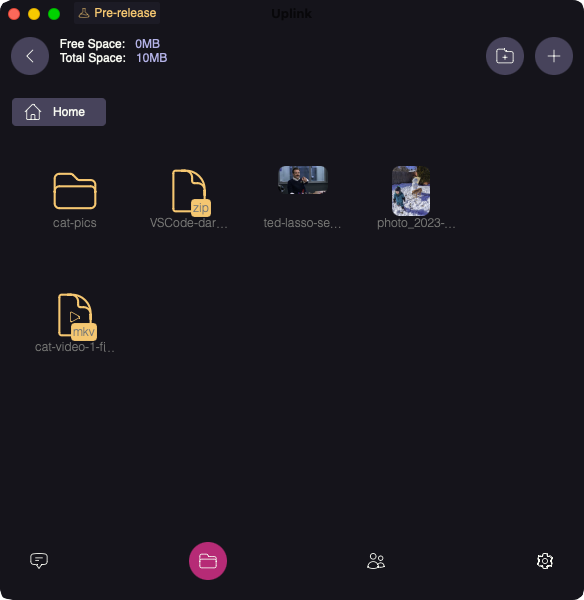 Pre-release
Uplink
Free Space: 0MB
Total Space: 10MB
Home
zip
cat-pics
VSCode-dar...
ted-lasso-se...
photo_2023-...
mkv
cat-video-1-fi...